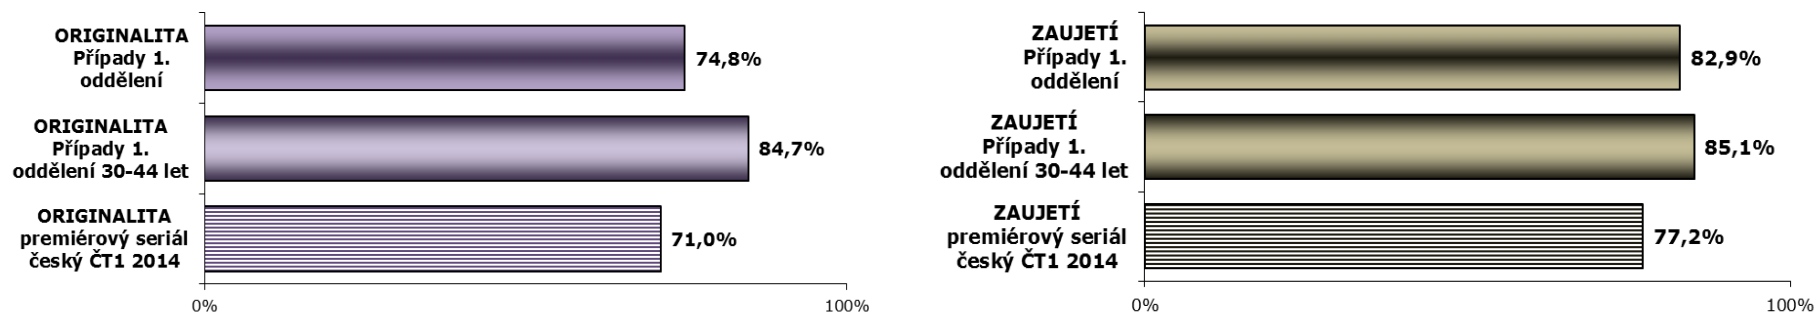 ORIGINALITA
Případy 1.
oddělení
74,8%
ORIGINALITA
Případy 1.
oddělení 30-44 let
84,7%
ORIGINALITA
premiérový seriál
český ČT1 2014
71,0%
0%
100%
ZAUJETÍ
Případy 1.
oddělení
82,9%
ZAUJETÍ
Případy 1.
oddělení 30-44 let
85,1%
ZAUJETÍ
premiérový seriál
český ČT1 2014
77,2%
0%
100%